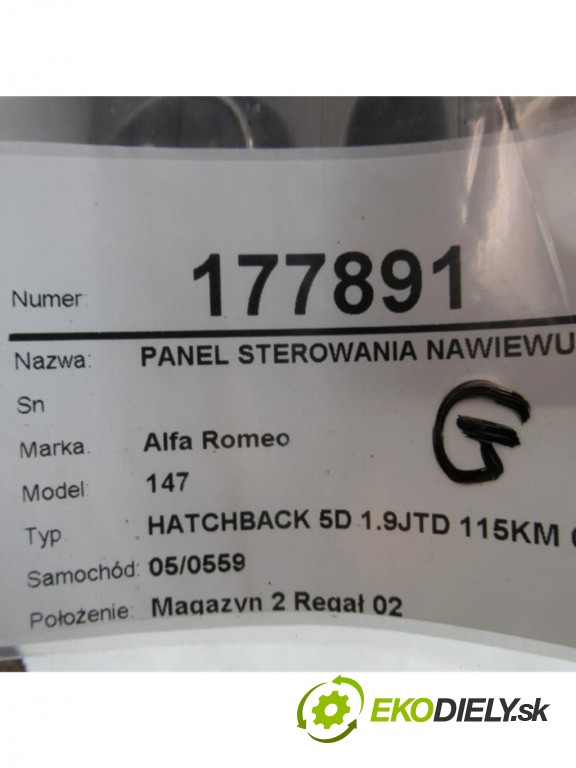 Numer: 177891
Nazwa: PANEL STEROWANIA NAWIEWU
Sn
Marka. Alfa Romeo
Model: 147
Typ HATCHBACK 5D 1.9JTD 115KM
Samochód: 05/0559
Położenie: Magazyn 2 Regał 02
G
EKODIELY.sk